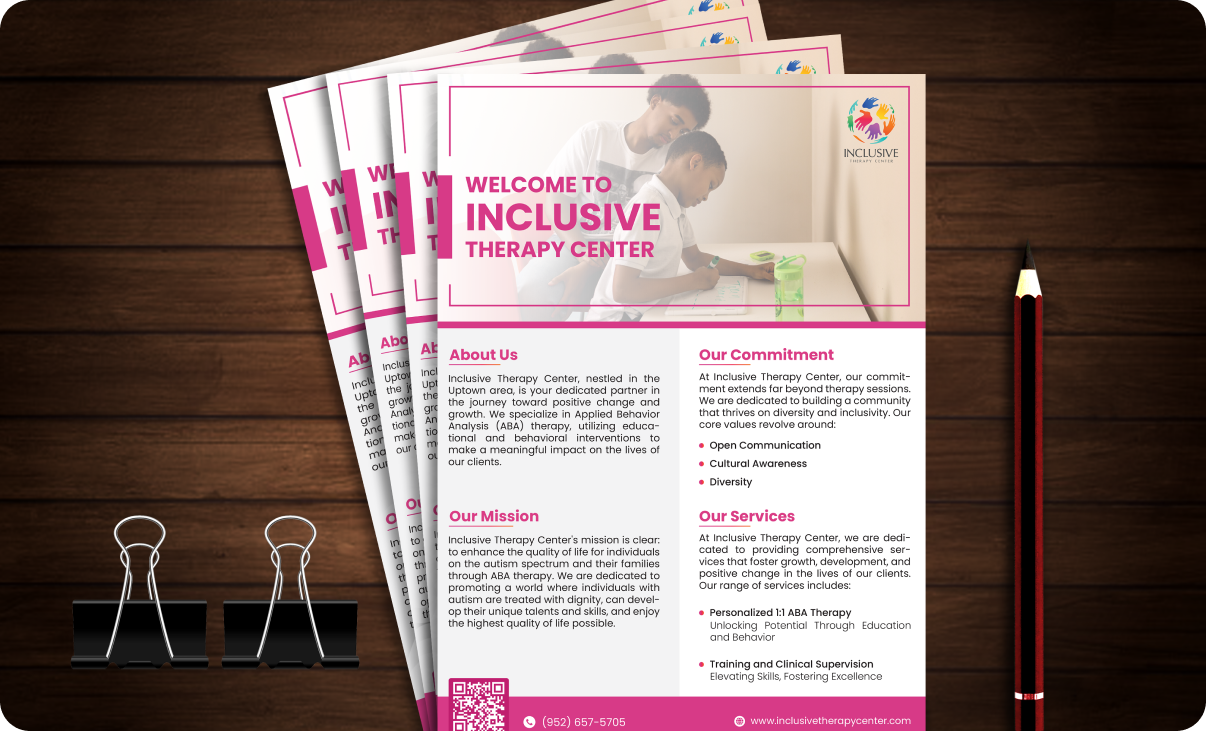 INCLUSIVE
THERAPY CENTER
WELCOME TO
INCLUSIVE
THERAPY CENTER
About Us
Inclusive Therapy Center, nestled in the
Uptown area, is your dedicated partner in
the journey toward positive change and
growth. We specialize in Applied Behavior
Analysis (ABA) therapy, utilizing educa-
tional and behavioral interventions to
make a meaningful impact on the lives of
our clients.
Our Mission
Inclusive Therapy Center's mission is clear:
to enhance the quality of life for individuals
on the autism spectrum and their families
through ABA therapy. We are dedicated to
promoting a world where individuals with
autism are treated with dignity, can devel-
op their unique talents and skills, and enjoy
the highest quality of life possible.
Our Commitment
At Inclusive Therapy Center, our commit-
ment extends far beyond therapy sessions.
We are dedicated to building a community
that thrives on diversity and inclusivity. Our
core values revolve around:
• Open Communication
• Cultural Awareness
• Diversity
Our Services
At Inclusive Therapy Center, we are dedi-
cated to providing comprehensive ser-
vices that foster growth, development, and
positive change in the lives of our clients.
Our range of services includes:
• Personalized 1:1 ABA Therapy
Unlocking Potential Through Education
and Behavior
• Training and Clinical Supervision
Elevating Skills, Fostering Excellence
(952) 657-5705
www.inclusivetherapycenter.com